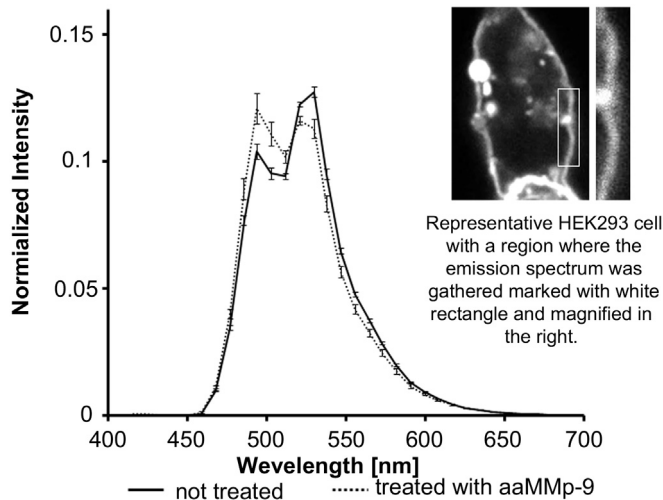 0.15
0.1
0.05
0
Normialized Intensity
400
450
500
550
600
650
700
Wavelength [nm]
not treated
treated with aaMMp-9
Representative HEK293 cell
with a region where the
emission spectrum was
gathered marked with white
rectangle and magnified in
the right.